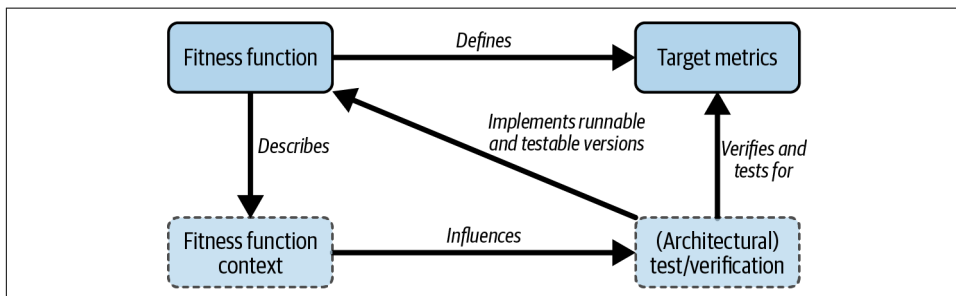 Defines
Fitness function
Target metrics
Implements runnable
and testable versions
Describes
Verifies and
tests for
Fitness function
context
Influences
(Architectural)
test/verification